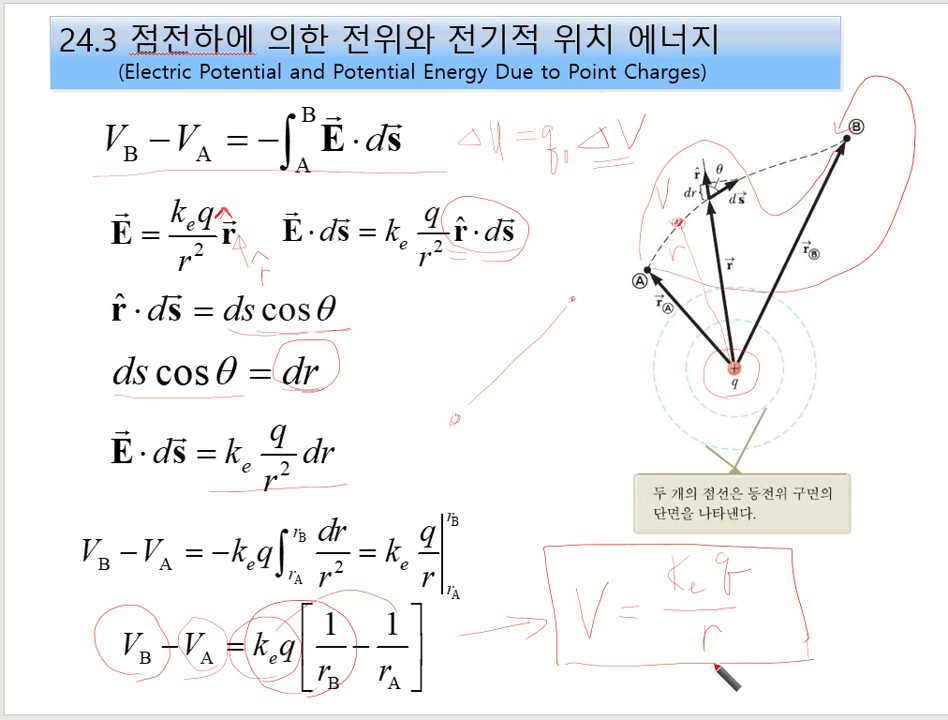 24.3 점전하에 의한 전위와 전기적 위치 에너지
(Electric Potential and Potential Energy Due to Point Charges)
V_B − V_A = −∫_A^B E⃗ · ds⃗
ΔU = q₀ ΔV
E⃗ = k_e q / r² r⃗
r̂
E⃗ · ds⃗ = k_e q / r² r̂ · ds⃗
r̂ · ds⃗ = ds cos θ
ds cos θ = dr
E⃗ · ds⃗ = k_e q / r² dr
V_B − V_A = −k_e q ∫_{r_A}^{r_B} dr / r² = k_e q / r |_{r_A}^{r_B}
V_B − V_A = k_e q [1 / r_B − 1 / r_A]
V = k_e q / r
Ⓑ
V
r̂
θ
dr
ds⃗
r
r⃗
r⃗_Ⓑ
Ⓐ
r⃗_Ⓐ
+
q
두 개의 점선은 등전위 구면의
단면을 나타낸다.